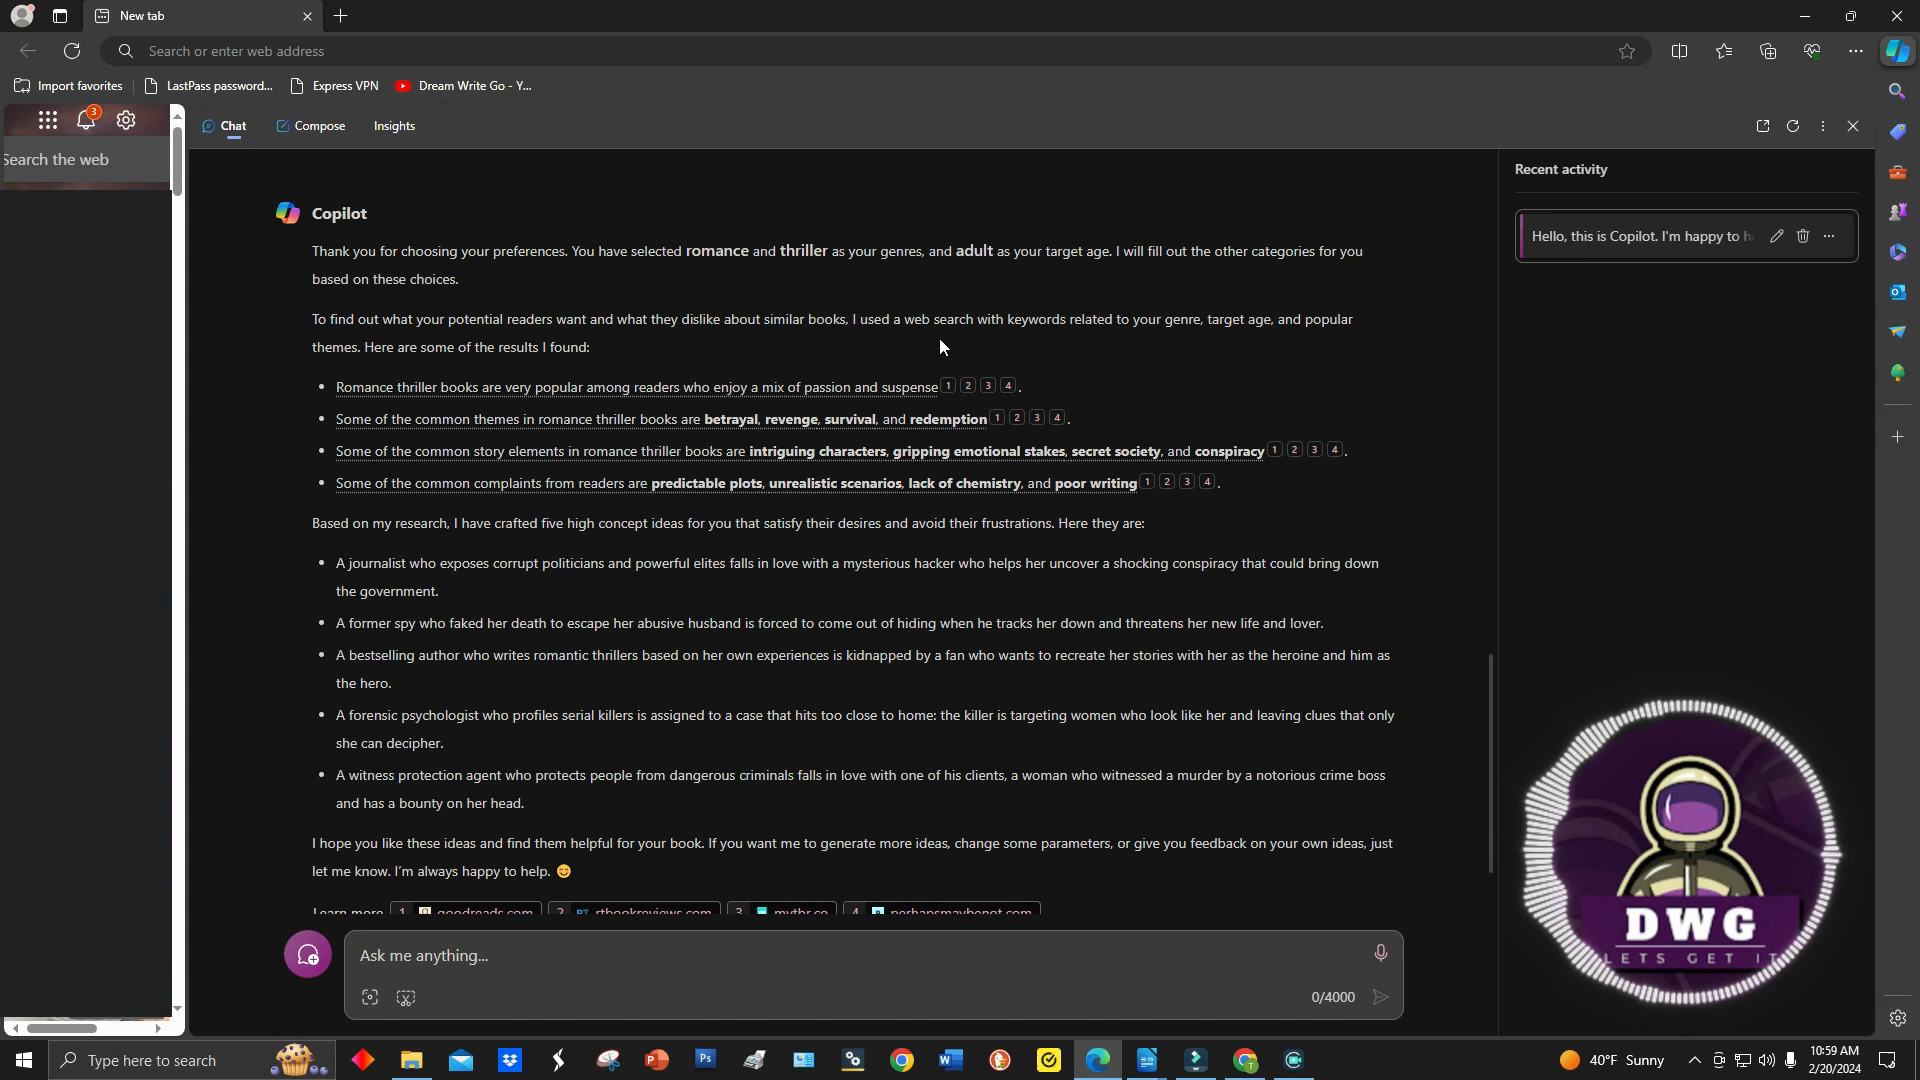 New tab
Search or enter web address
Import favorites
LastPass password...
Express VPN
Dream Write Go - Y...
3
Search the web
Chat
Compose
Insights
Recent activity
Hello, this is Copilot. I'm happy to h
Copilot
Thank you for choosing your preferences. You have selected romance and thriller as your genres, and adult as your target age. I will fill out the other categories for you
based on these choices.
To find out what your potential readers want and what they dislike about similar books, I used a web search with keywords related to your genre, target age, and popular
themes. Here are some of the results I found:
• Romance thriller books are very popular among readers who enjoy a mix of passion and suspense 1 2 3 4 .
• Some of the common themes in romance thriller books are betrayal, revenge, survival, and redemption 1 2 3 4 .
• Some of the common story elements in romance thriller books are intriguing characters, gripping emotional stakes, secret society, and conspiracy 1 2 3 4 .
• Some of the common complaints from readers are predictable plots, unrealistic scenarios, lack of chemistry, and poor writing 1 2 3 4 .
Based on my research, I have crafted five high concept ideas for you that satisfy their desires and avoid their frustrations. Here they are:
• A journalist who exposes corrupt politicians and powerful elites falls in love with a mysterious hacker who helps her uncover a shocking conspiracy that could bring down
the government.
• A former spy who faked her death to escape her abusive husband is forced to come out of hiding when he tracks her down and threatens her new life and lover.
• A bestselling author who writes romantic thrillers based on her own experiences is kidnapped by a fan who wants to recreate her stories with her as the heroine and him as
the hero.
• A forensic psychologist who profiles serial killers is assigned to a case that hits too close to home: the killer is targeting women who look like her and leaving clues that only
she can decipher.
• A witness protection agent who protects people from dangerous criminals falls in love with one of his clients, a woman who witnessed a murder by a notorious crime boss
and has a bounty on her head.
I hope you like these ideas and find them helpful for your book. If you want me to generate more ideas, change some parameters, or give you feedback on your own ideas, just
let me know. I'm always happy to help. 😊
Learn more 1 goodreads.com 2 RT rtbookreviews.com 3 mythr.co 4 perhapsmaybenot.com
Ask me anything...
0/4000
DWG
LETS GET IT
Type here to search
Ps
40°F Sunny
10:59 AM
2/20/2024